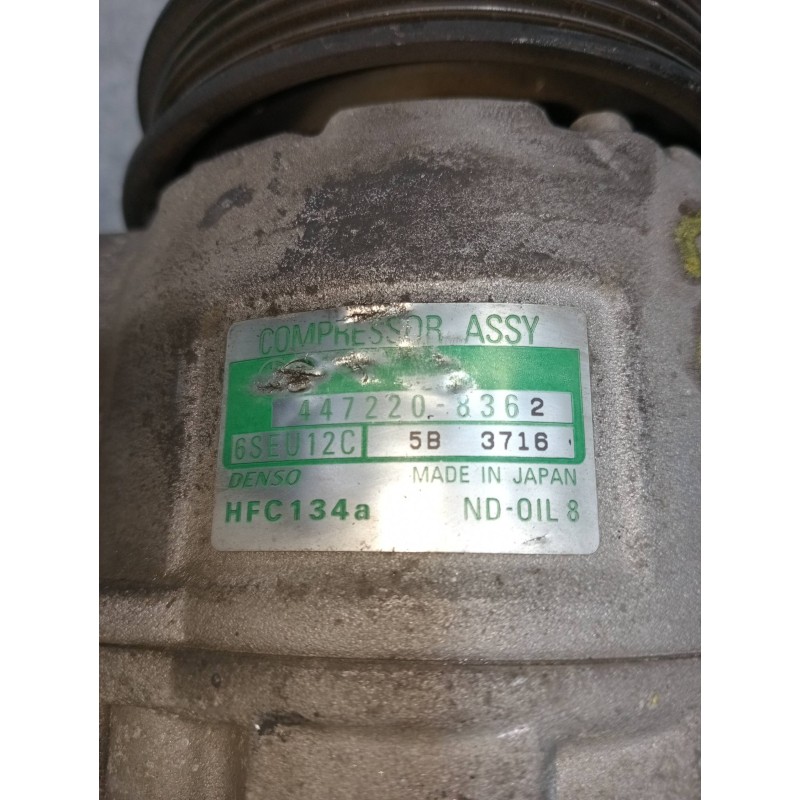 COMPRESSOR ASSY
447220-8362
6SEU12C 5B 3716
DENSO MADE IN JAPAN
HFC134a ND-OIL 8